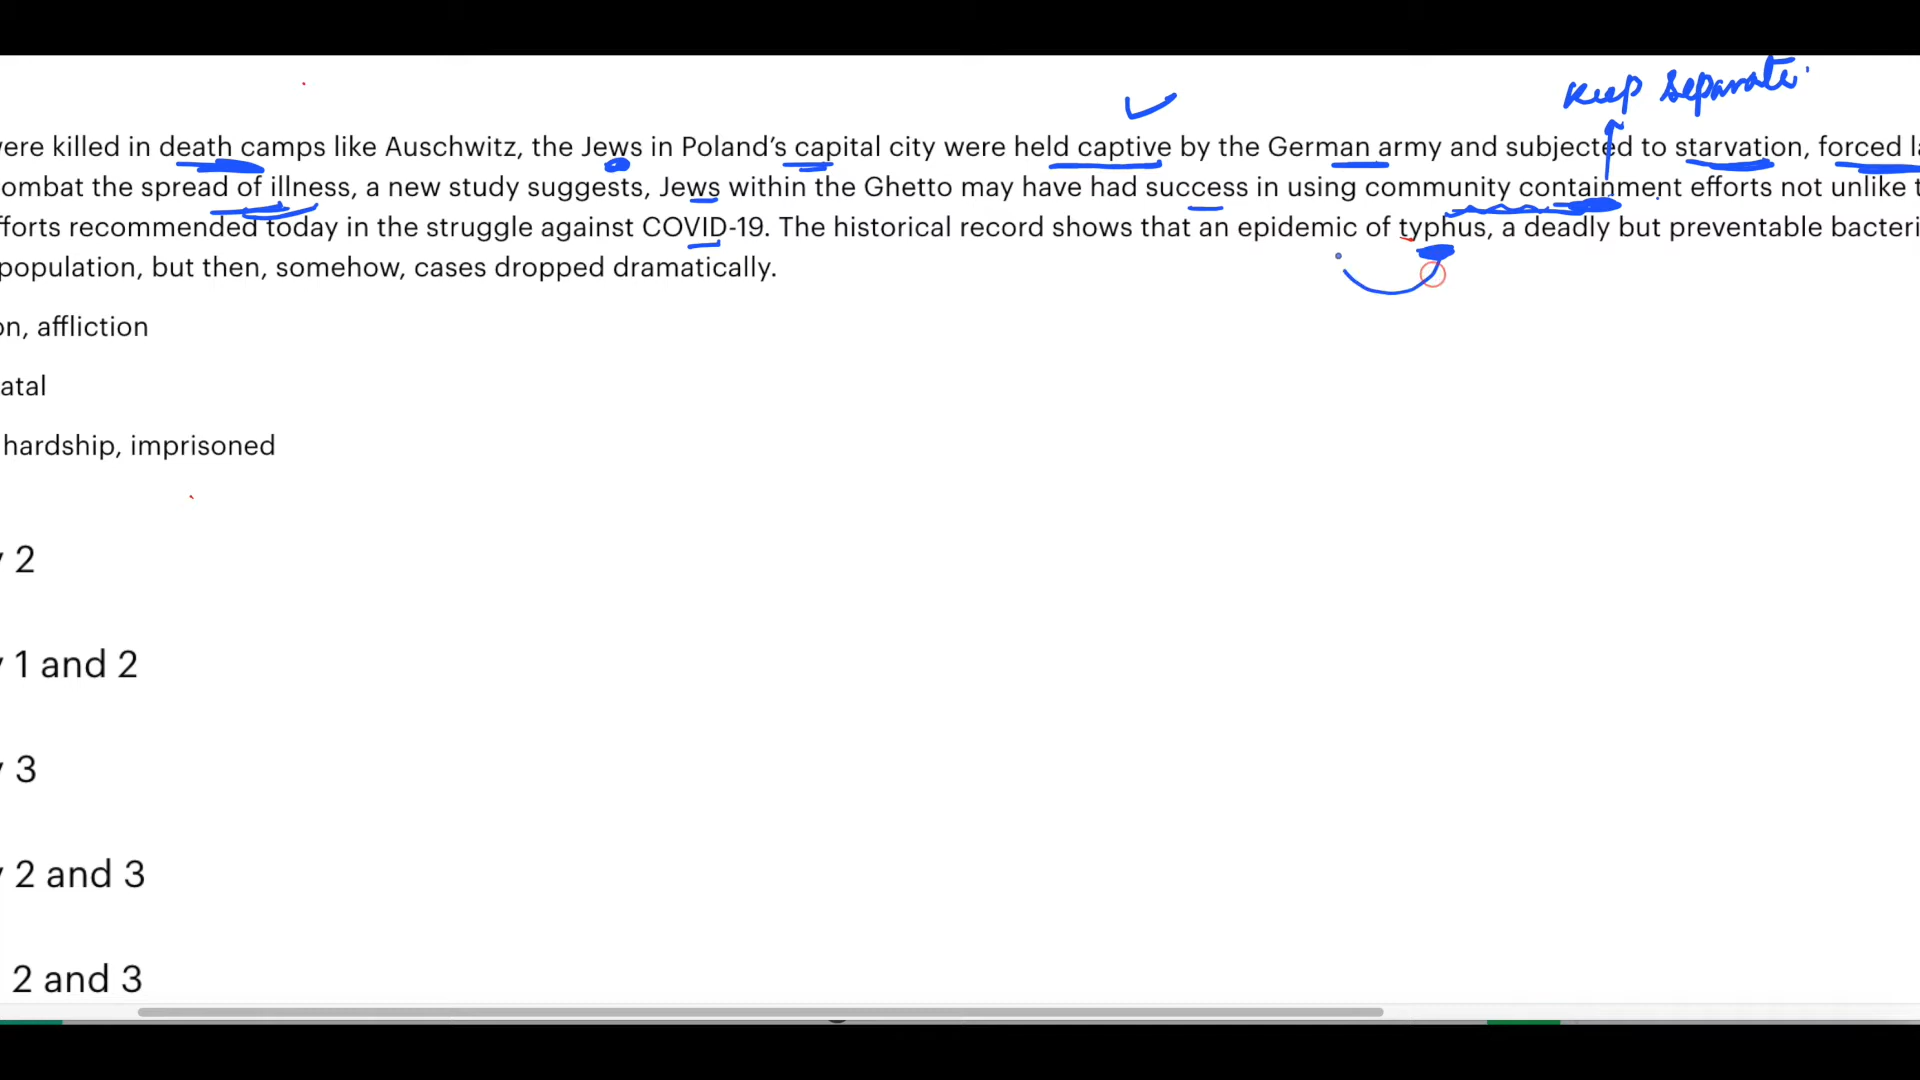 Keep Separate
ere killed in death camps like Auschwitz, the Jews in Poland's capital city were held captive by the German army and subjected to starvation, forced
ombat the spread of illness, a new study suggests, Jews within the Ghetto may have had success in using community containment efforts not unlike
fforts recommended today in the struggle against COVID-19. The historical record shows that an epidemic of typhus, a deadly but preventable bacteri
population, but then, somehow, cases dropped dramatically.
on, affliction
atal
hardship, imprisoned
2
1 and 2
3
2 and 3
2 and 3